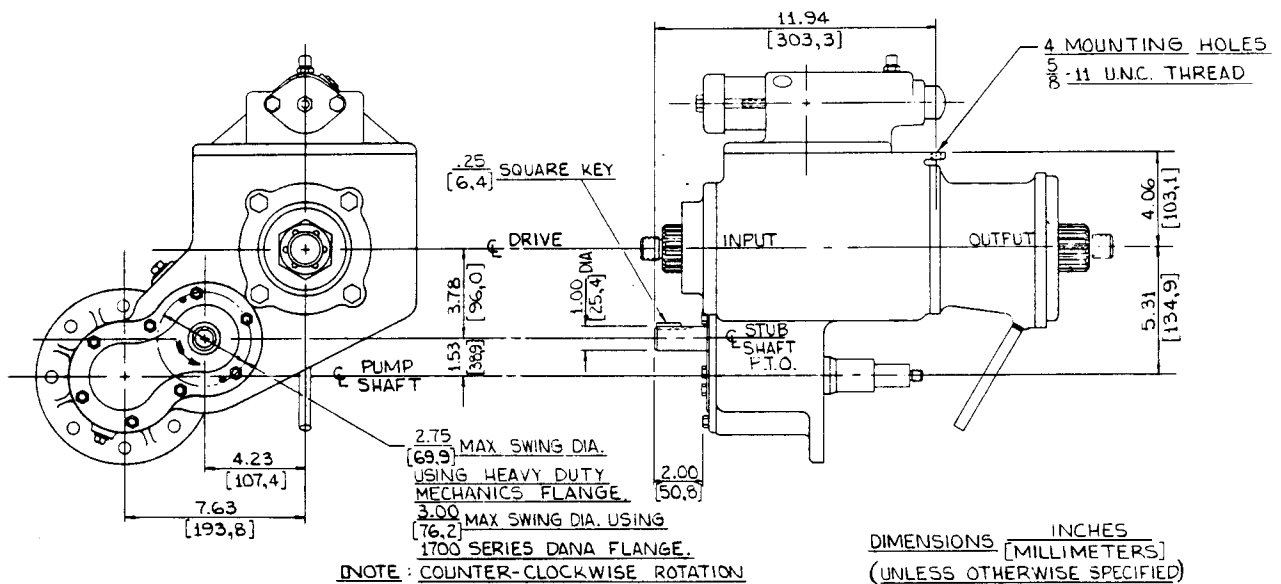 11.94
[303,3]
4 MOUNTING HOLES
5/8-11 U.N.C. THREAD
.25
[6,4] SQUARE KEY
4.06
[103,1]
℄ DRIVE
INPUT
OUTPUT
3.78
[96,0]
1.00 DIA
[25,4]
5.31
[134,9]
1.53
[38,9]
℄ STUB
SHAFT
P.T.O.
℄ PUMP
SHAFT
4.23
[107,4]
7.63
[193,8]
2.75
[69,9] MAX SWING DIA.
USING HEAVY DUTY
MECHANICS FLANGE.
3.00
[76,2] MAX SWING DIA. USING
1700 SERIES DANA FLANGE.
2.00
[50,8]
NOTE: COUNTER-CLOCKWISE ROTATION
DIMENSIONS INCHES
[MILLIMETERS]
(UNLESS OTHERWISE SPECIFIED)